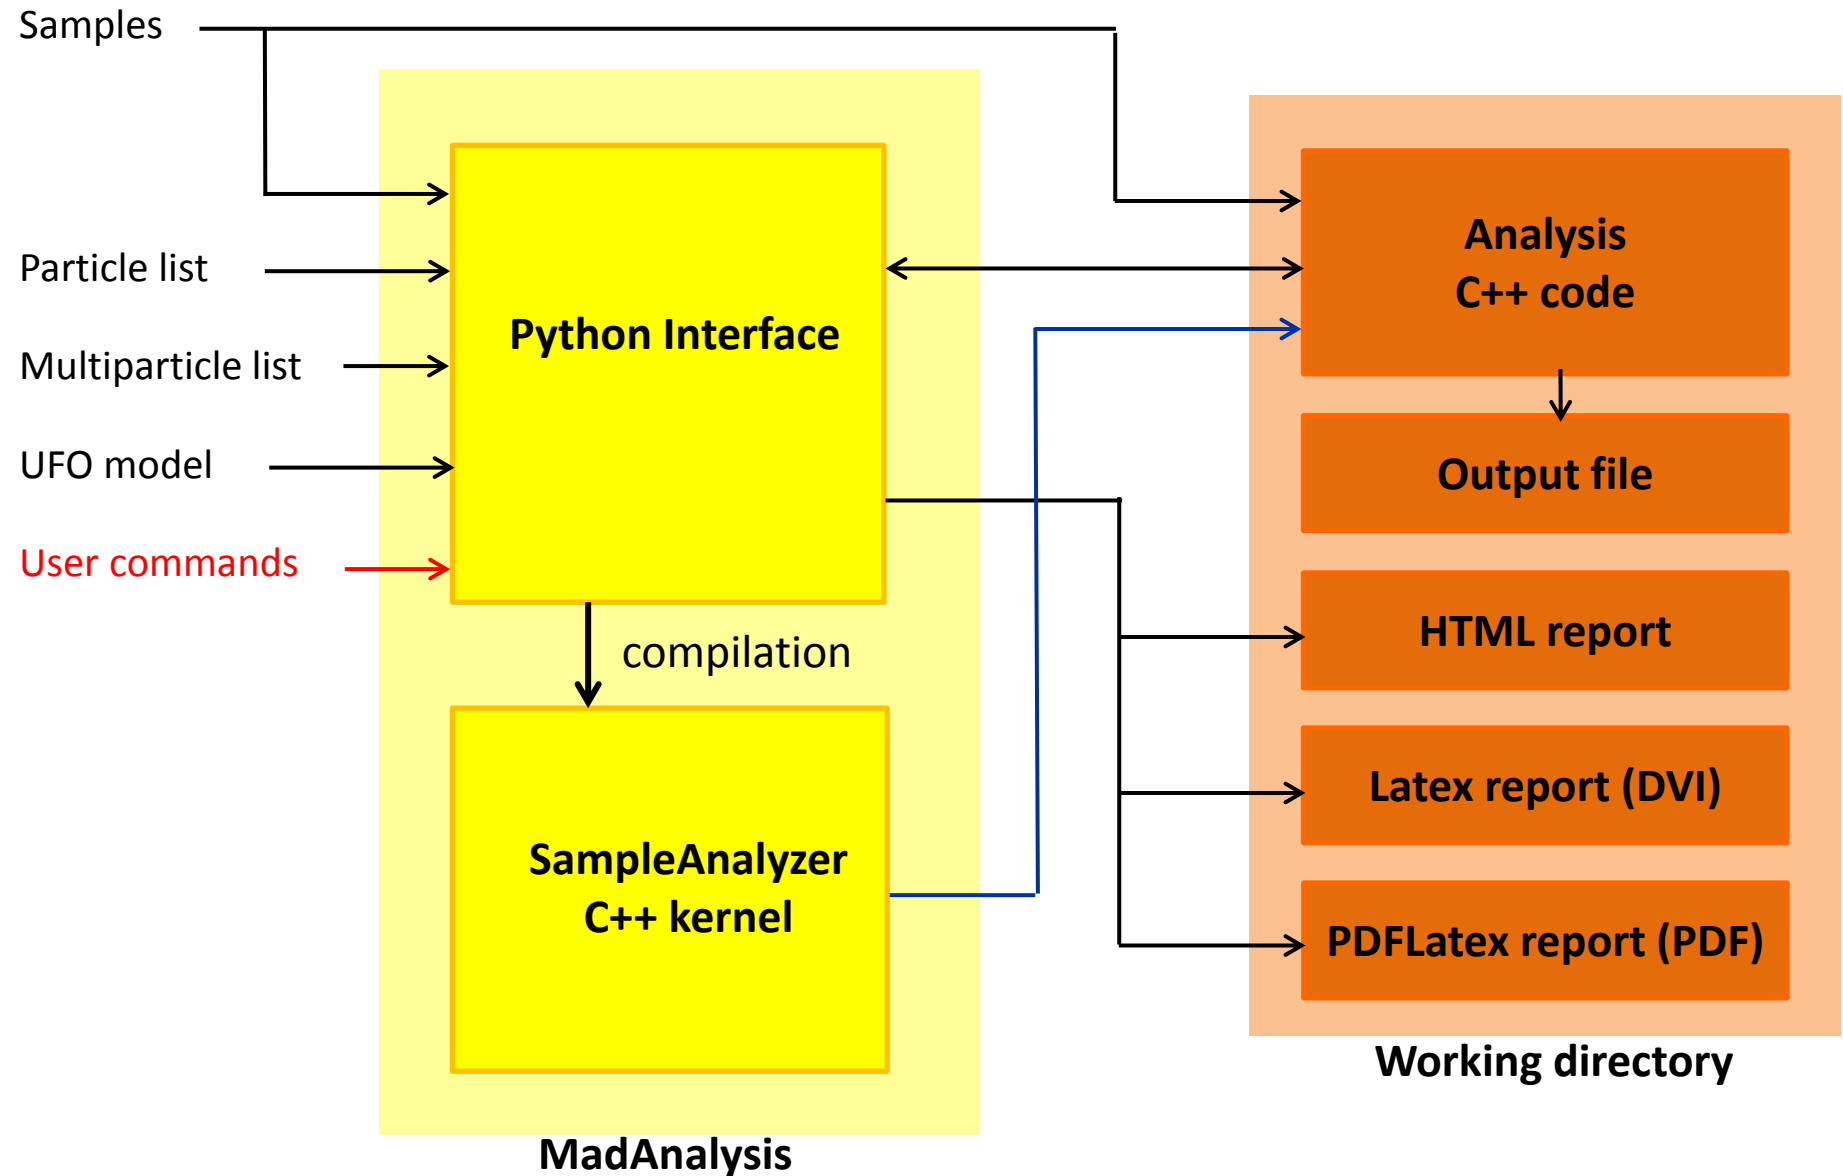 Samples
Particle list
Multiparticle list
UFO model
User commands
Python Interface
compilation
SampleAnalyzer
C++ kernel
MadAnalysis
Analysis
C++ code
Output file
HTML report
Latex report (DVI)
PDFLatex report (PDF)
Working directory